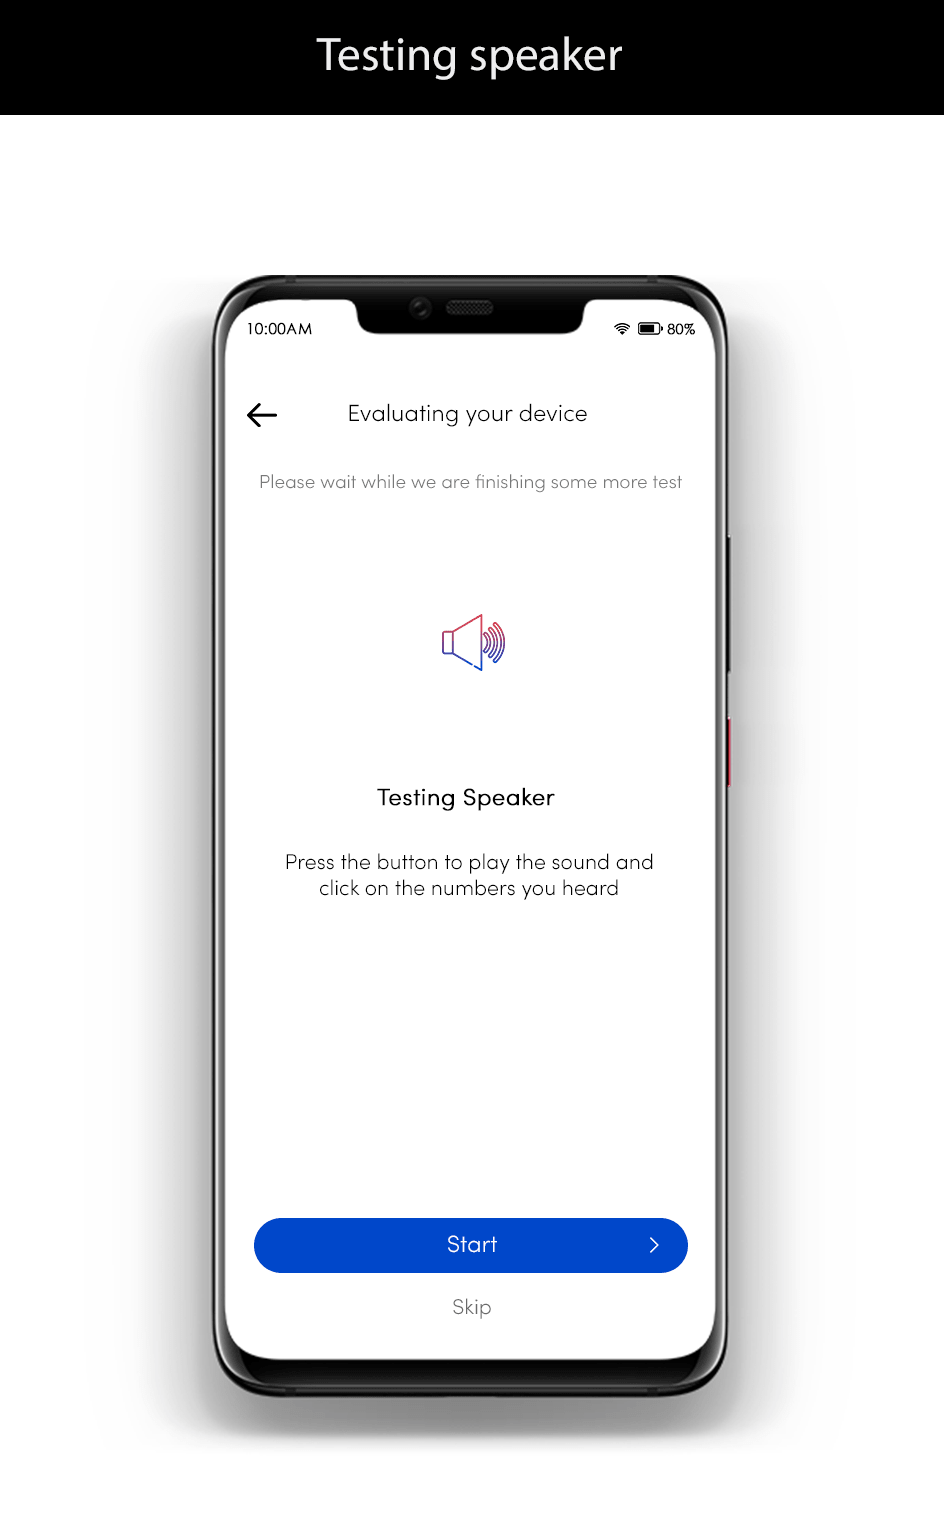 Testing speaker
10:00AM
80%
Evaluating your device
Please wait while we are finishing some more test
Testing Speaker
Press the button to play the sound and
click on the numbers you heard
Start
Skip